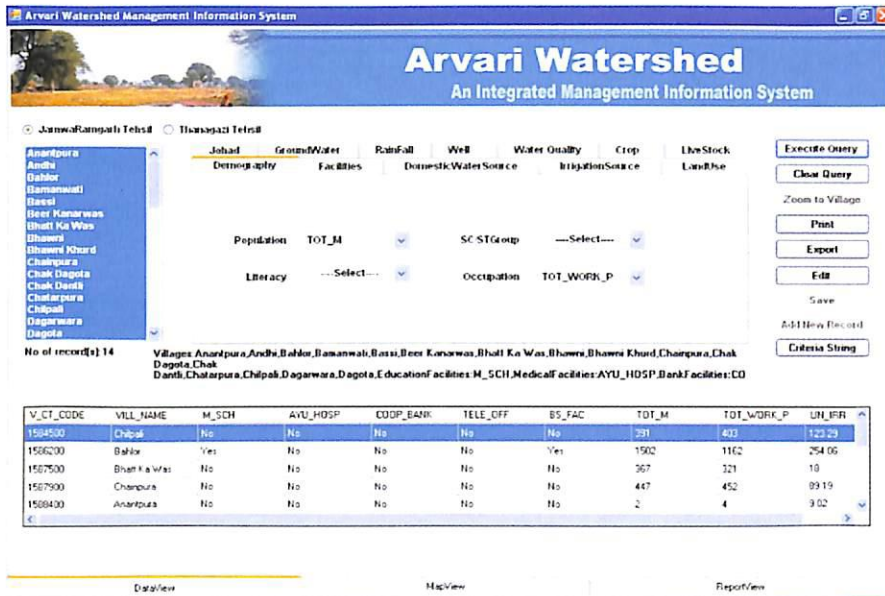 Arvari Watershed Management Information System
Arvari Watershed
An Integrated Management Information System
JamwaRamgarh Tehsil Thanagazi Tehsil
Anantpura
Andhi
Bahlor
Bamanwati
Bassi
Beer Kanarwas
Bhatt Ka Was
Bhawni
Bhawni Khurd
Chainpura
Chak Dagota
Chak Dantli
Chatarpura
Chilpali
Dagarwara
Dagota
No of record[s] 14
Johad GroundWater RainFall Well Water Quality Crop LiveStock
Demography Facilities DomesticWaterSource IrrigationSource LandUse
Population TOT_M SC STGroup ----Select----
Literacy ----Select---- Occupation TOT_WORK_P
Execute Query
Clear Query
Zoom to Village
Print
Export
Edit
Save
Add New Record
Criteria String
Villages:Anantpura,Andhi,Bahlor,Bamanwati,Bassi,Beer Kanarwas,Bhatt Ka Was,Bhawni,Bhawni Khurd,Chainpura,Chak
Dagota,Chak
Dantli,Chatarpura,Chilpali,Dagarwara,Dagota,EducationFacilities:M_SCH,MedicalFacilities:AYU_HOSP,BankFacilities:CO
V_CT_CODE VILL_NAME M_SCH AYU_HOSP COOP_BANK TELE_OFF BS_FAC TOT_M TOT_WORK_P UN_IRR
1584500 Chilpali No No No No No 391 403 123.29
1586200 Bahlor Yes No No No Yes 1502 1162 254.06
1587500 Bhatt Ka Was No No No No No 367 321 18
1587900 Chainpura No No No No No 447 452 89.19
1588400 Anantpura No No No No No 2 4 9.02
DataView MapView ReportView